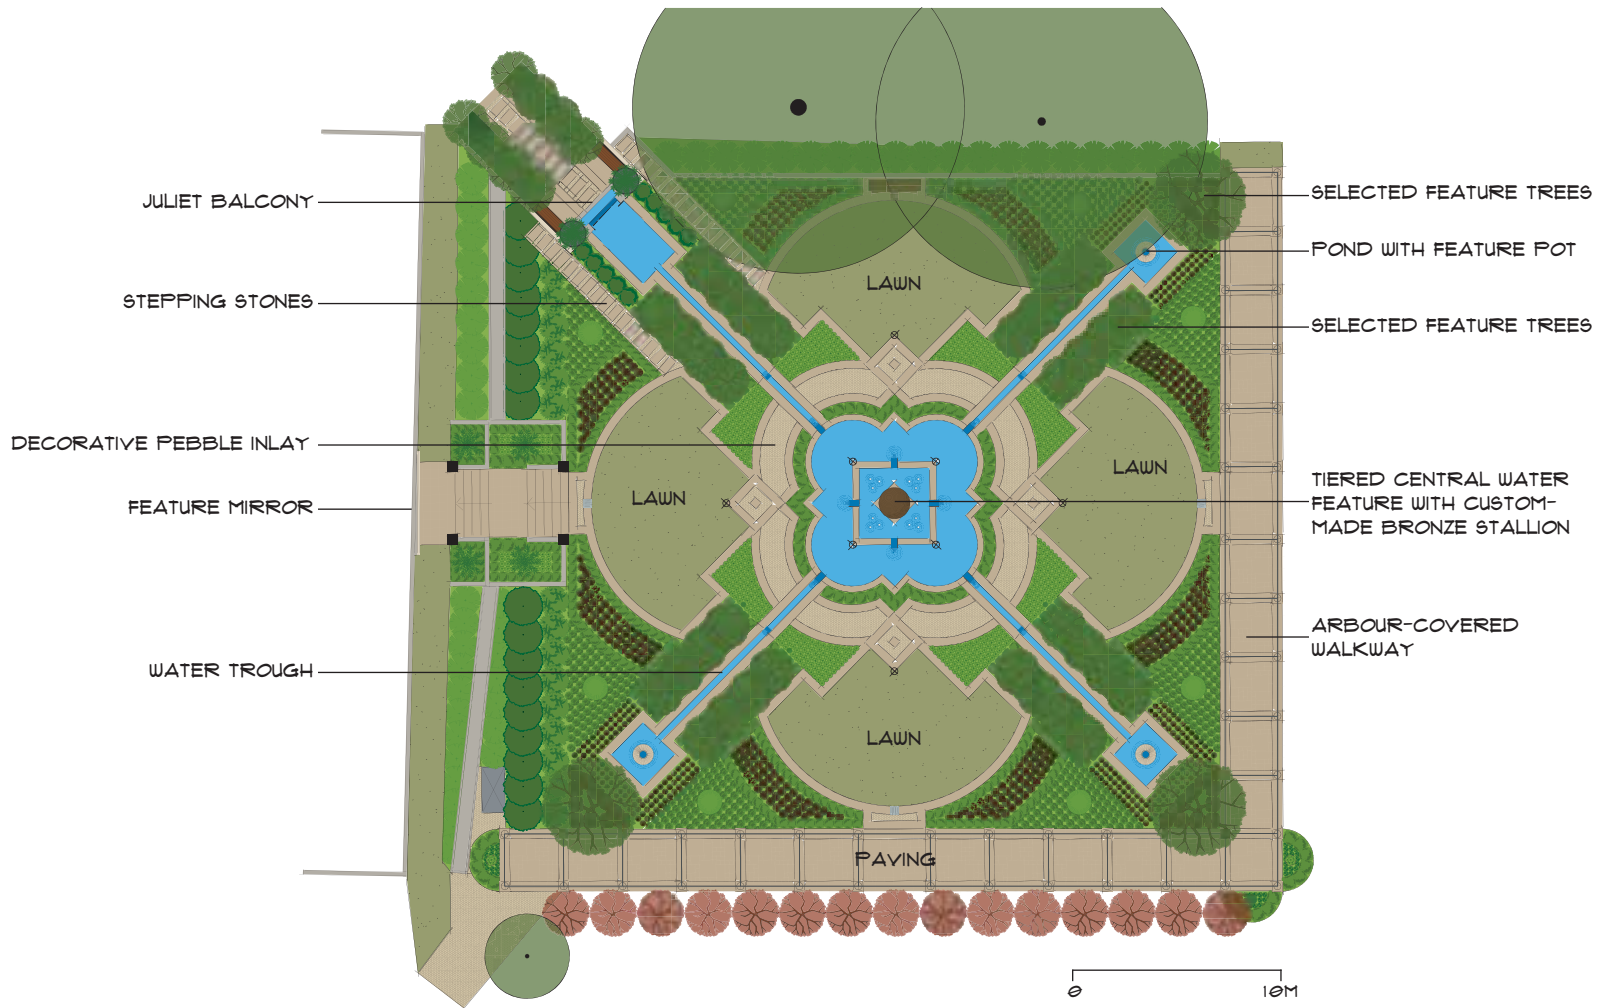 JULIET BALCONY
STEPPING STONES
DECORATIVE PEBBLE INLAY
FEATURE MIRROR
WATER TROUGH
LAWN
LAWN
LAWN
LAWN
PAVING
SELECTED FEATURE TREES
POND WITH FEATURE POT
SELECTED FEATURE TREES
TIERED CENTRAL WATER
FEATURE WITH CUSTOM-
MADE BRONZE STALLION
ARBOUR-COVERED
WALKWAY
0 10M